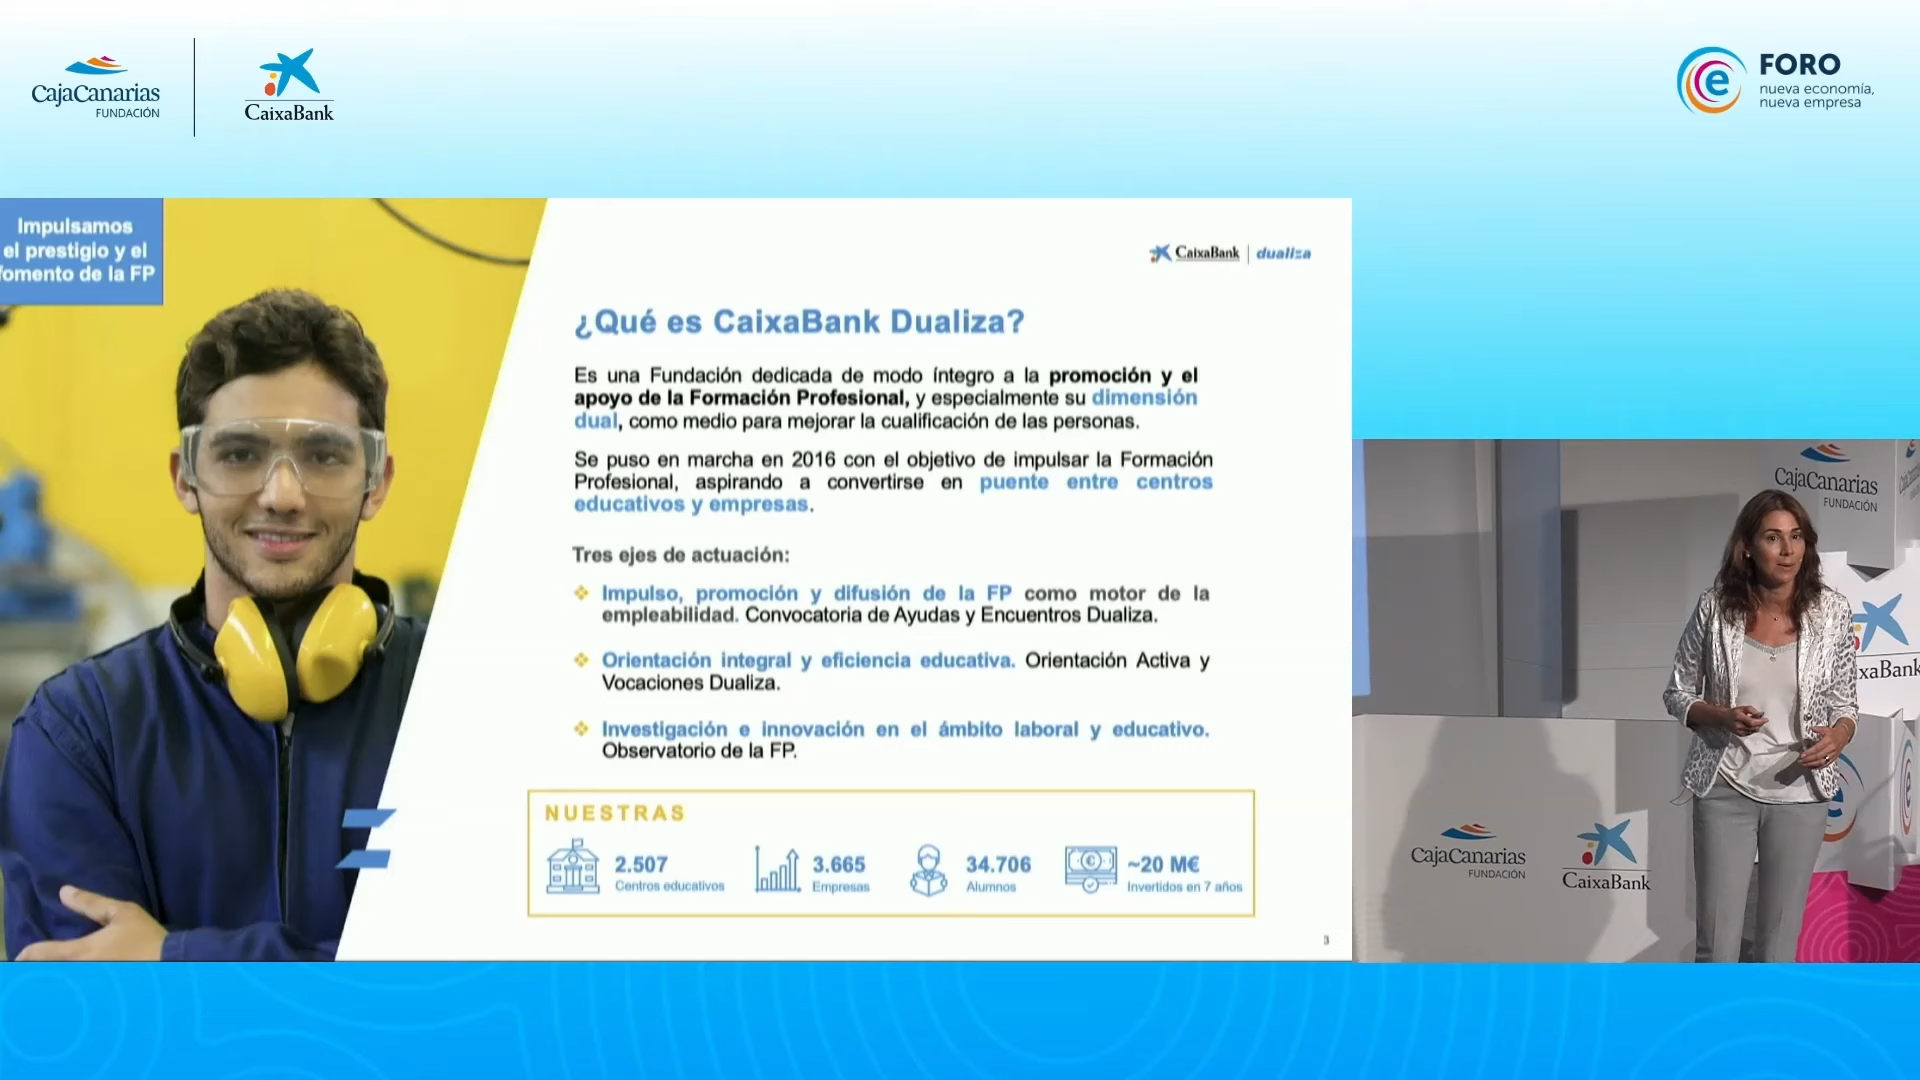 CajaCanarias
FUNDACIÓN
CaixaBank
FORO
nueva economía,
nueva empresa
Impulsamos
el prestigio y el
fomento de la FP
CaixaBank | dualiza
¿Qué es CaixaBank Dualiza?
Es una Fundación dedicada de modo íntegro a la promoción y el
apoyo de la Formación Profesional, y especialmente su dimensión
dual, como medio para mejorar la cualificación de las personas.
Se puso en marcha en 2016 con el objetivo de impulsar la Formación
Profesional, aspirando a convertirse en puente entre centros
educativos y empresas.
Tres ejes de actuación:
Impulso, promoción y difusión de la FP como motor de la
empleabilidad. Convocatoria de Ayudas y Encuentros Dualiza.
Orientación integral y eficiencia educativa. Orientación Activa y
Vocaciones Dualiza.
Investigación e innovación en el ámbito laboral y educativo.
Observatorio de la FP.
NUESTRAS
2.507
Centros educativos
3.665
Empresas
34.706
Alumnos
~20 M€
Invertidos en 7 años
3
CajaCanarias
FUNDACIÓN
xaBank
CajaCanarias
FUNDACIÓN
CaixaBank